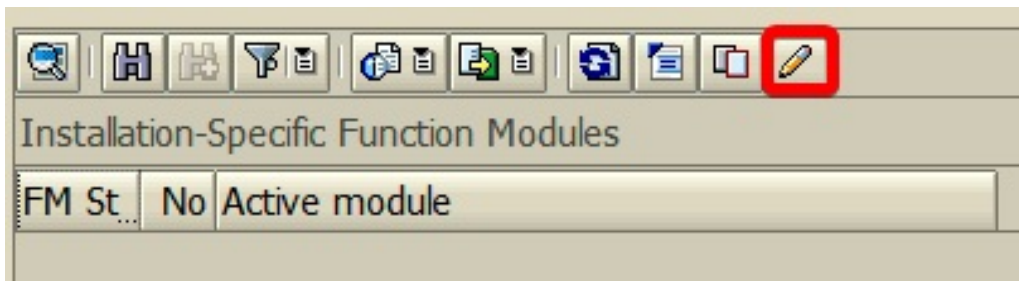 Installation-Specific Function Modules
FM St... No Active module